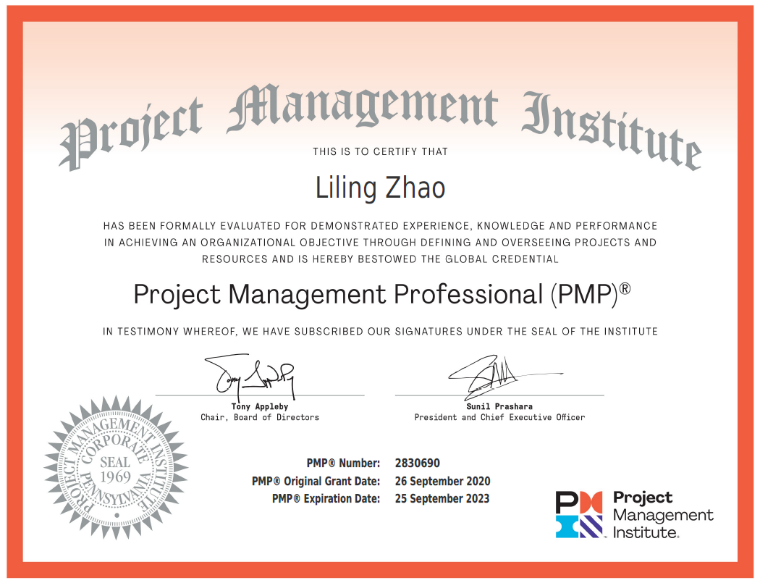 Project Management Institute
THIS IS TO CERTIFY THAT
Liling Zhao
HAS BEEN FORMALLY EVALUATED FOR DEMONSTRATED EXPERIENCE, KNOWLEDGE AND PERFORMANCE
IN ACHIEVING AN ORGANIZATIONAL OBJECTIVE THROUGH DEFINING AND OVERSEEING PROJECTS AND
RESOURCES AND IS HEREBY BESTOWED THE GLOBAL CREDENTIAL
Project Management Professional (PMP)®
IN TESTIMONY WHEREOF, WE HAVE SUBSCRIBED OUR SIGNATURES UNDER THE SEAL OF THE INSTITUTE
Tony Appleby
Chair, Board of Directors
Sunil Prashara
President and Chief Executive Officer
PROJECT MANAGEMENT INSTITUTE
CORPORATE
SEAL
1969
PENNSYLVANIA
PMP® Number: 2830690
PMP® Original Grant Date: 26 September 2020
PMP® Expiration Date: 25 September 2023
Project
Management
Institute.